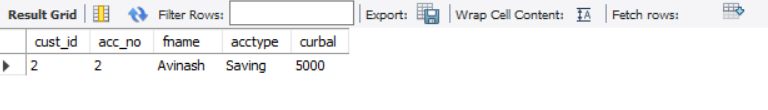 Result Grid Filter Rows: Export: Wrap Cell Content: IA Fetch rows:
cust_id acc_no fname acctype curbal
2 2 Avinash Saving 5000